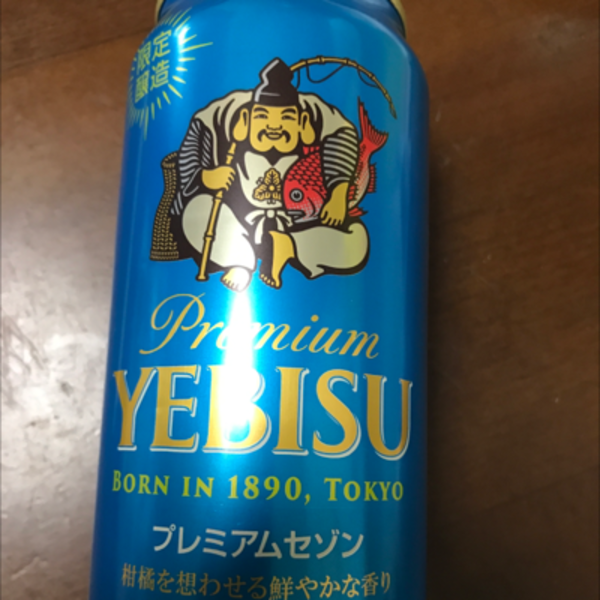 限定
醸造
Premium
YEBISU
BORN IN 1890, TOKYO
プレミアムセゾン
柑橘を想わせる鮮やかな香り